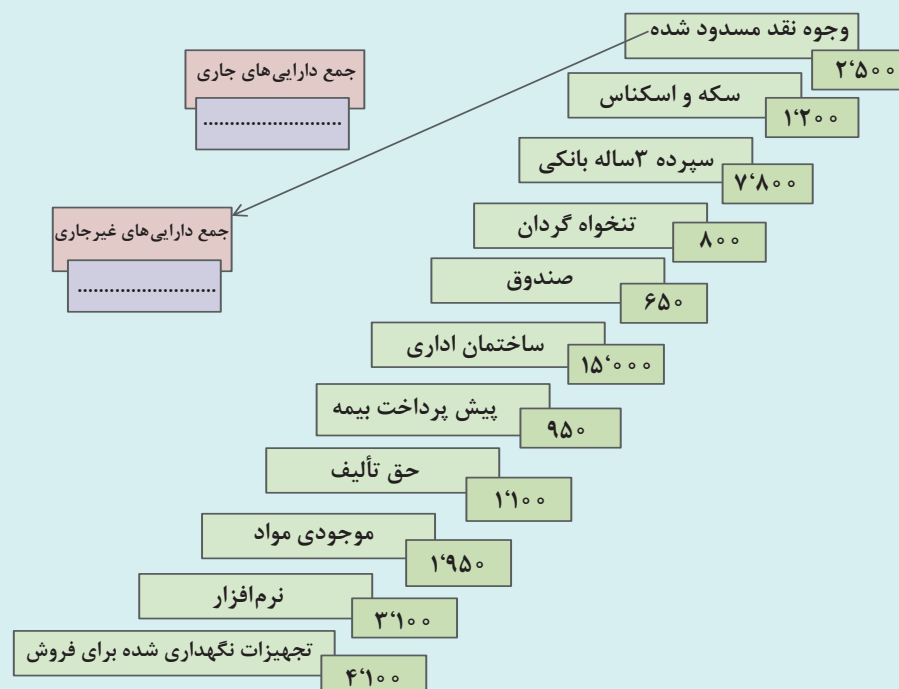 وجوه نقد مسدود شده
۲٬۵۰۰
جمع دارایی‌های جاری
................................
سکه و اسکناس
۱٬۲۰۰
سپرده ۳ساله بانکی
۷٬۸۰۰
تنخواه گردان
۸۰۰
جمع دارایی‌های غیرجاری
................................
صندوق
۶۵۰
ساختمان اداری
۱۵٬۰۰۰
پیش پرداخت بیمه
۹۵۰
حق تألیف
۱٬۱۰۰
موجودی مواد
۱٬۹۵۰
نرم‌افزار
۳٬۱۰۰
تجهیزات نگهداری شده برای فروش
۴٬۱۰۰